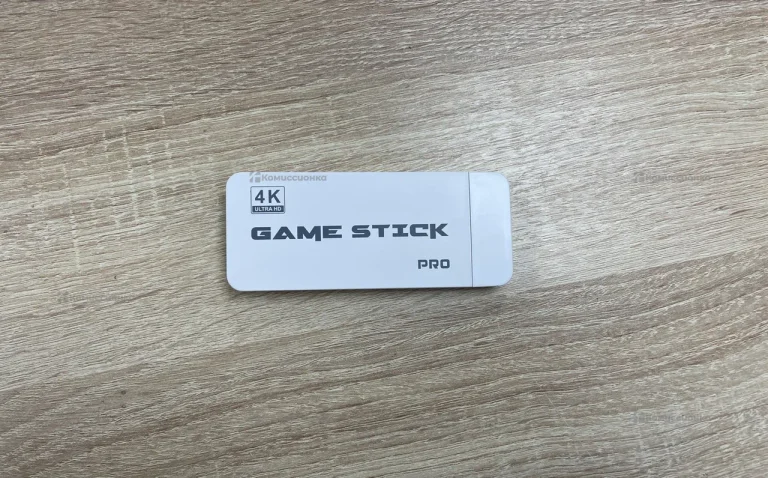 Комиссионка
4K
ULTRA HD
GAME STICK
PRO